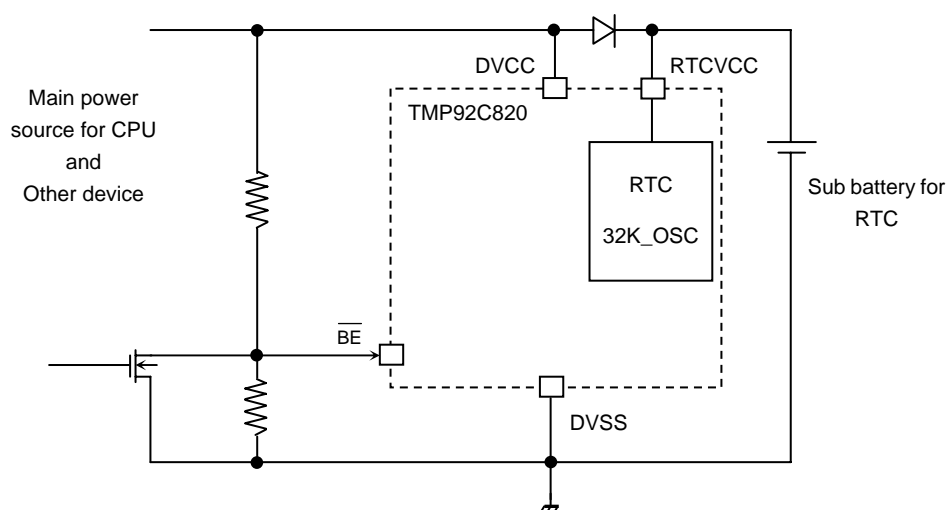 DVCC
RTCVCC
Main power
source for CPU
and
Other device
TMP92C820
RTC
32K_OSC
Sub battery for
RTC
BE
DVSS